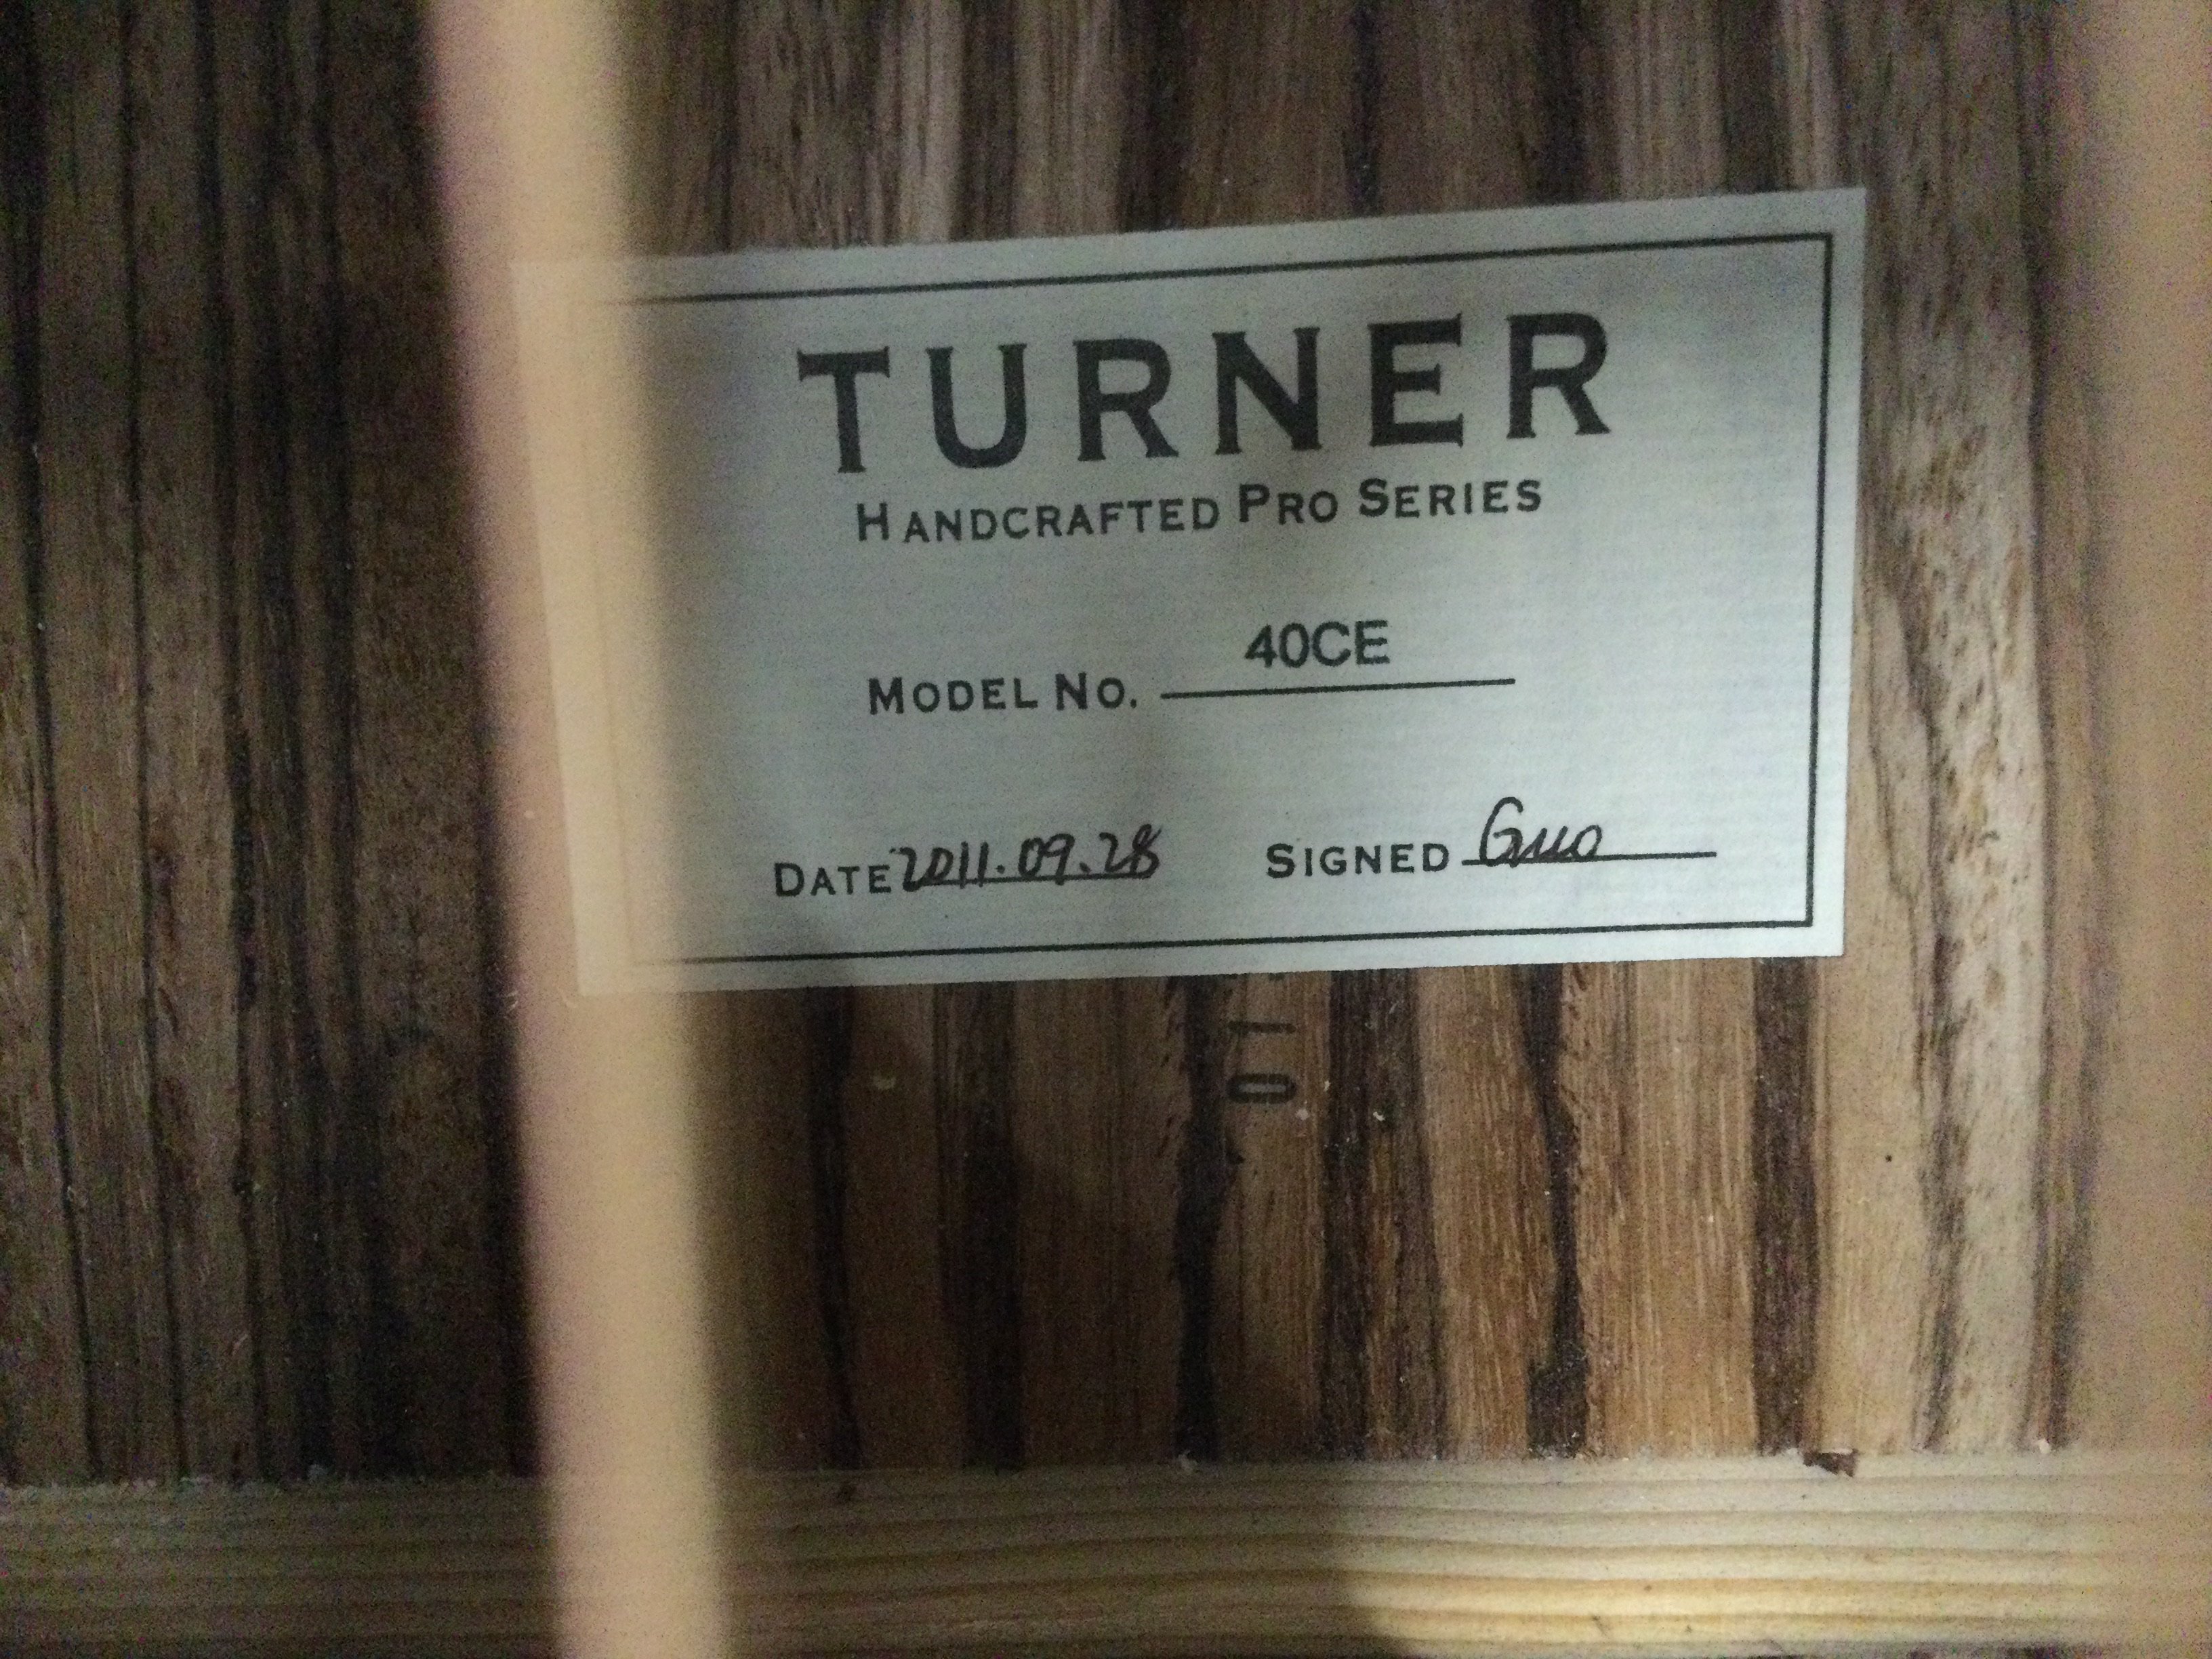 TURNER
HANDCRAFTED PRO SERIES
MODEL NO. 40CE
DATE 2011.09.28 SIGNED Guo